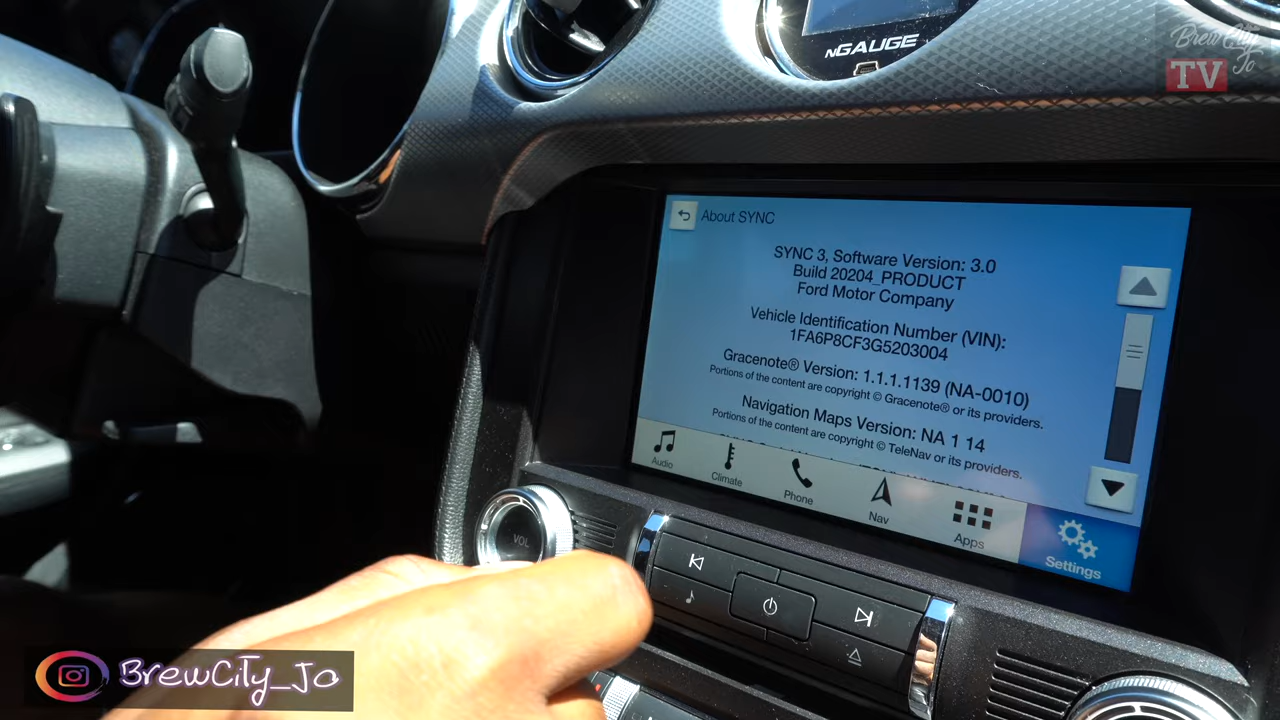 nGAUGE
BrewCity
Jo
TV
About SYNC
SYNC 3, Software Version: 3.0
Build 20204_PRODUCT
Ford Motor Company
Vehicle Identification Number (VIN):
1FA6P8CF3G5203004
Gracenote® Version: 1.1.1.1139 (NA-0010)
Portions of the content are copyright © Gracenote® or its providers.
Navigation Maps Version: NA 1 14
Portions of the content are copyright © TeleNav or its providers.
Audio
Climate
Phone
Nav
Apps
Settings
VOL
BrewCity_Jo